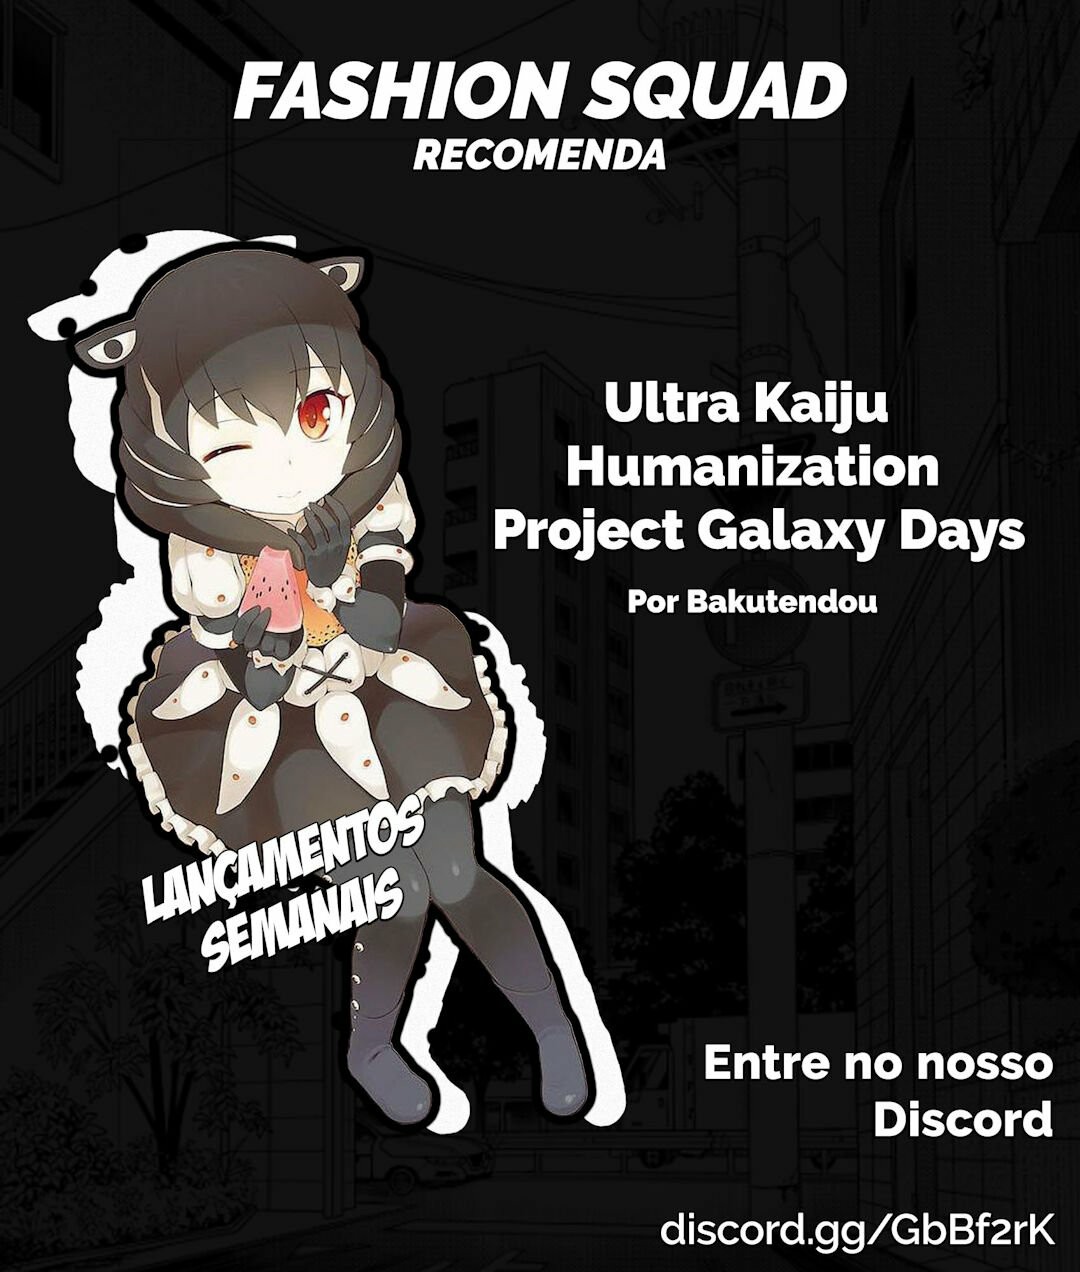 FASHION SQUAD
RECOMENDA
Ultra Kaiju
Humanization
Project Galaxy Days
Por Bakutendou
LANÇAMENTOS
SEMANAIS
Entre no nosso
Discord
discord.gg/GbBf2rK